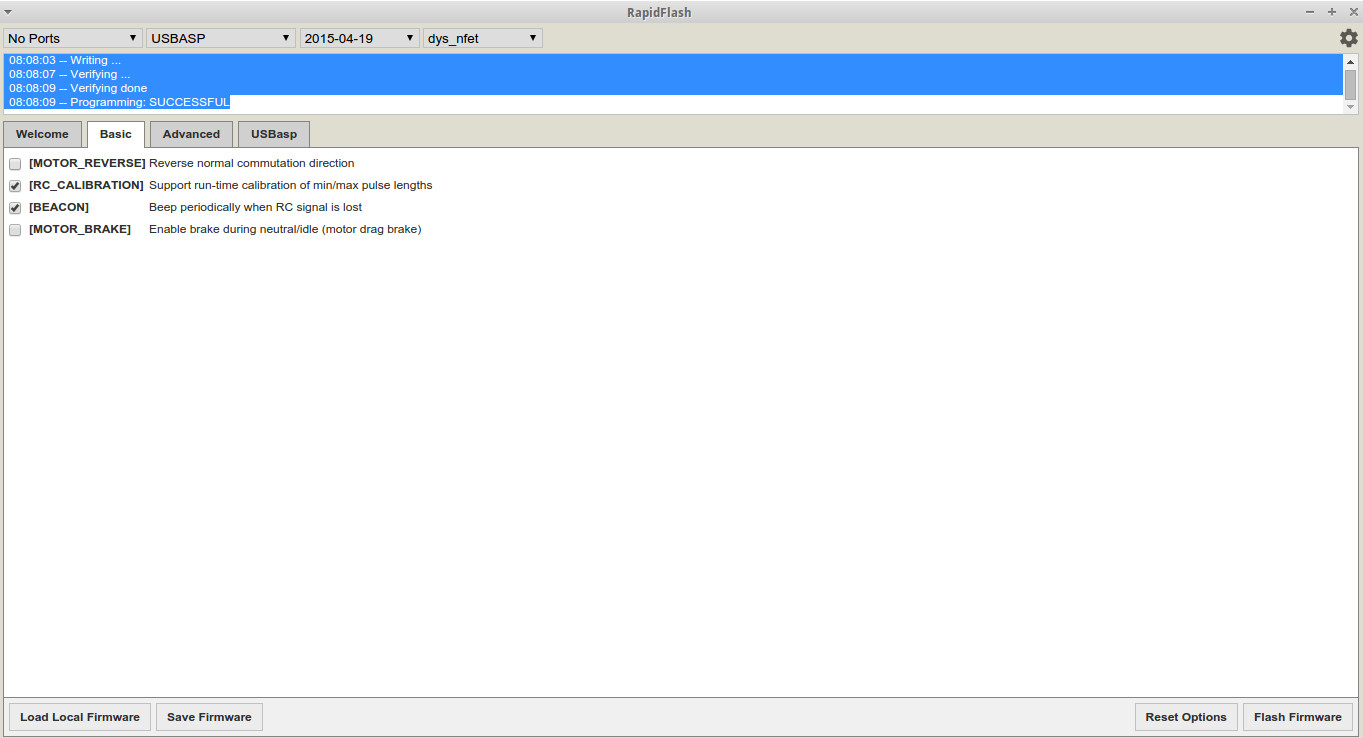 RapidFlash
No Ports USBASP 2015-04-19 dys_nfet
08:08:03 -- Writing ...
08:08:07 -- Verifying ...
08:08:09 -- Verifying done
08:08:09 -- Programming: SUCCESSFUL
Welcome Basic Advanced USBasp
[MOTOR_REVERSE] Reverse normal commutation direction
[RC_CALIBRATION] Support run-time calibration of min/max pulse lengths
[BEACON] Beep periodically when RC signal is lost
[MOTOR_BRAKE] Enable brake during neutral/idle (motor drag brake)
Load Local Firmware Save Firmware Reset Options Flash Firmware